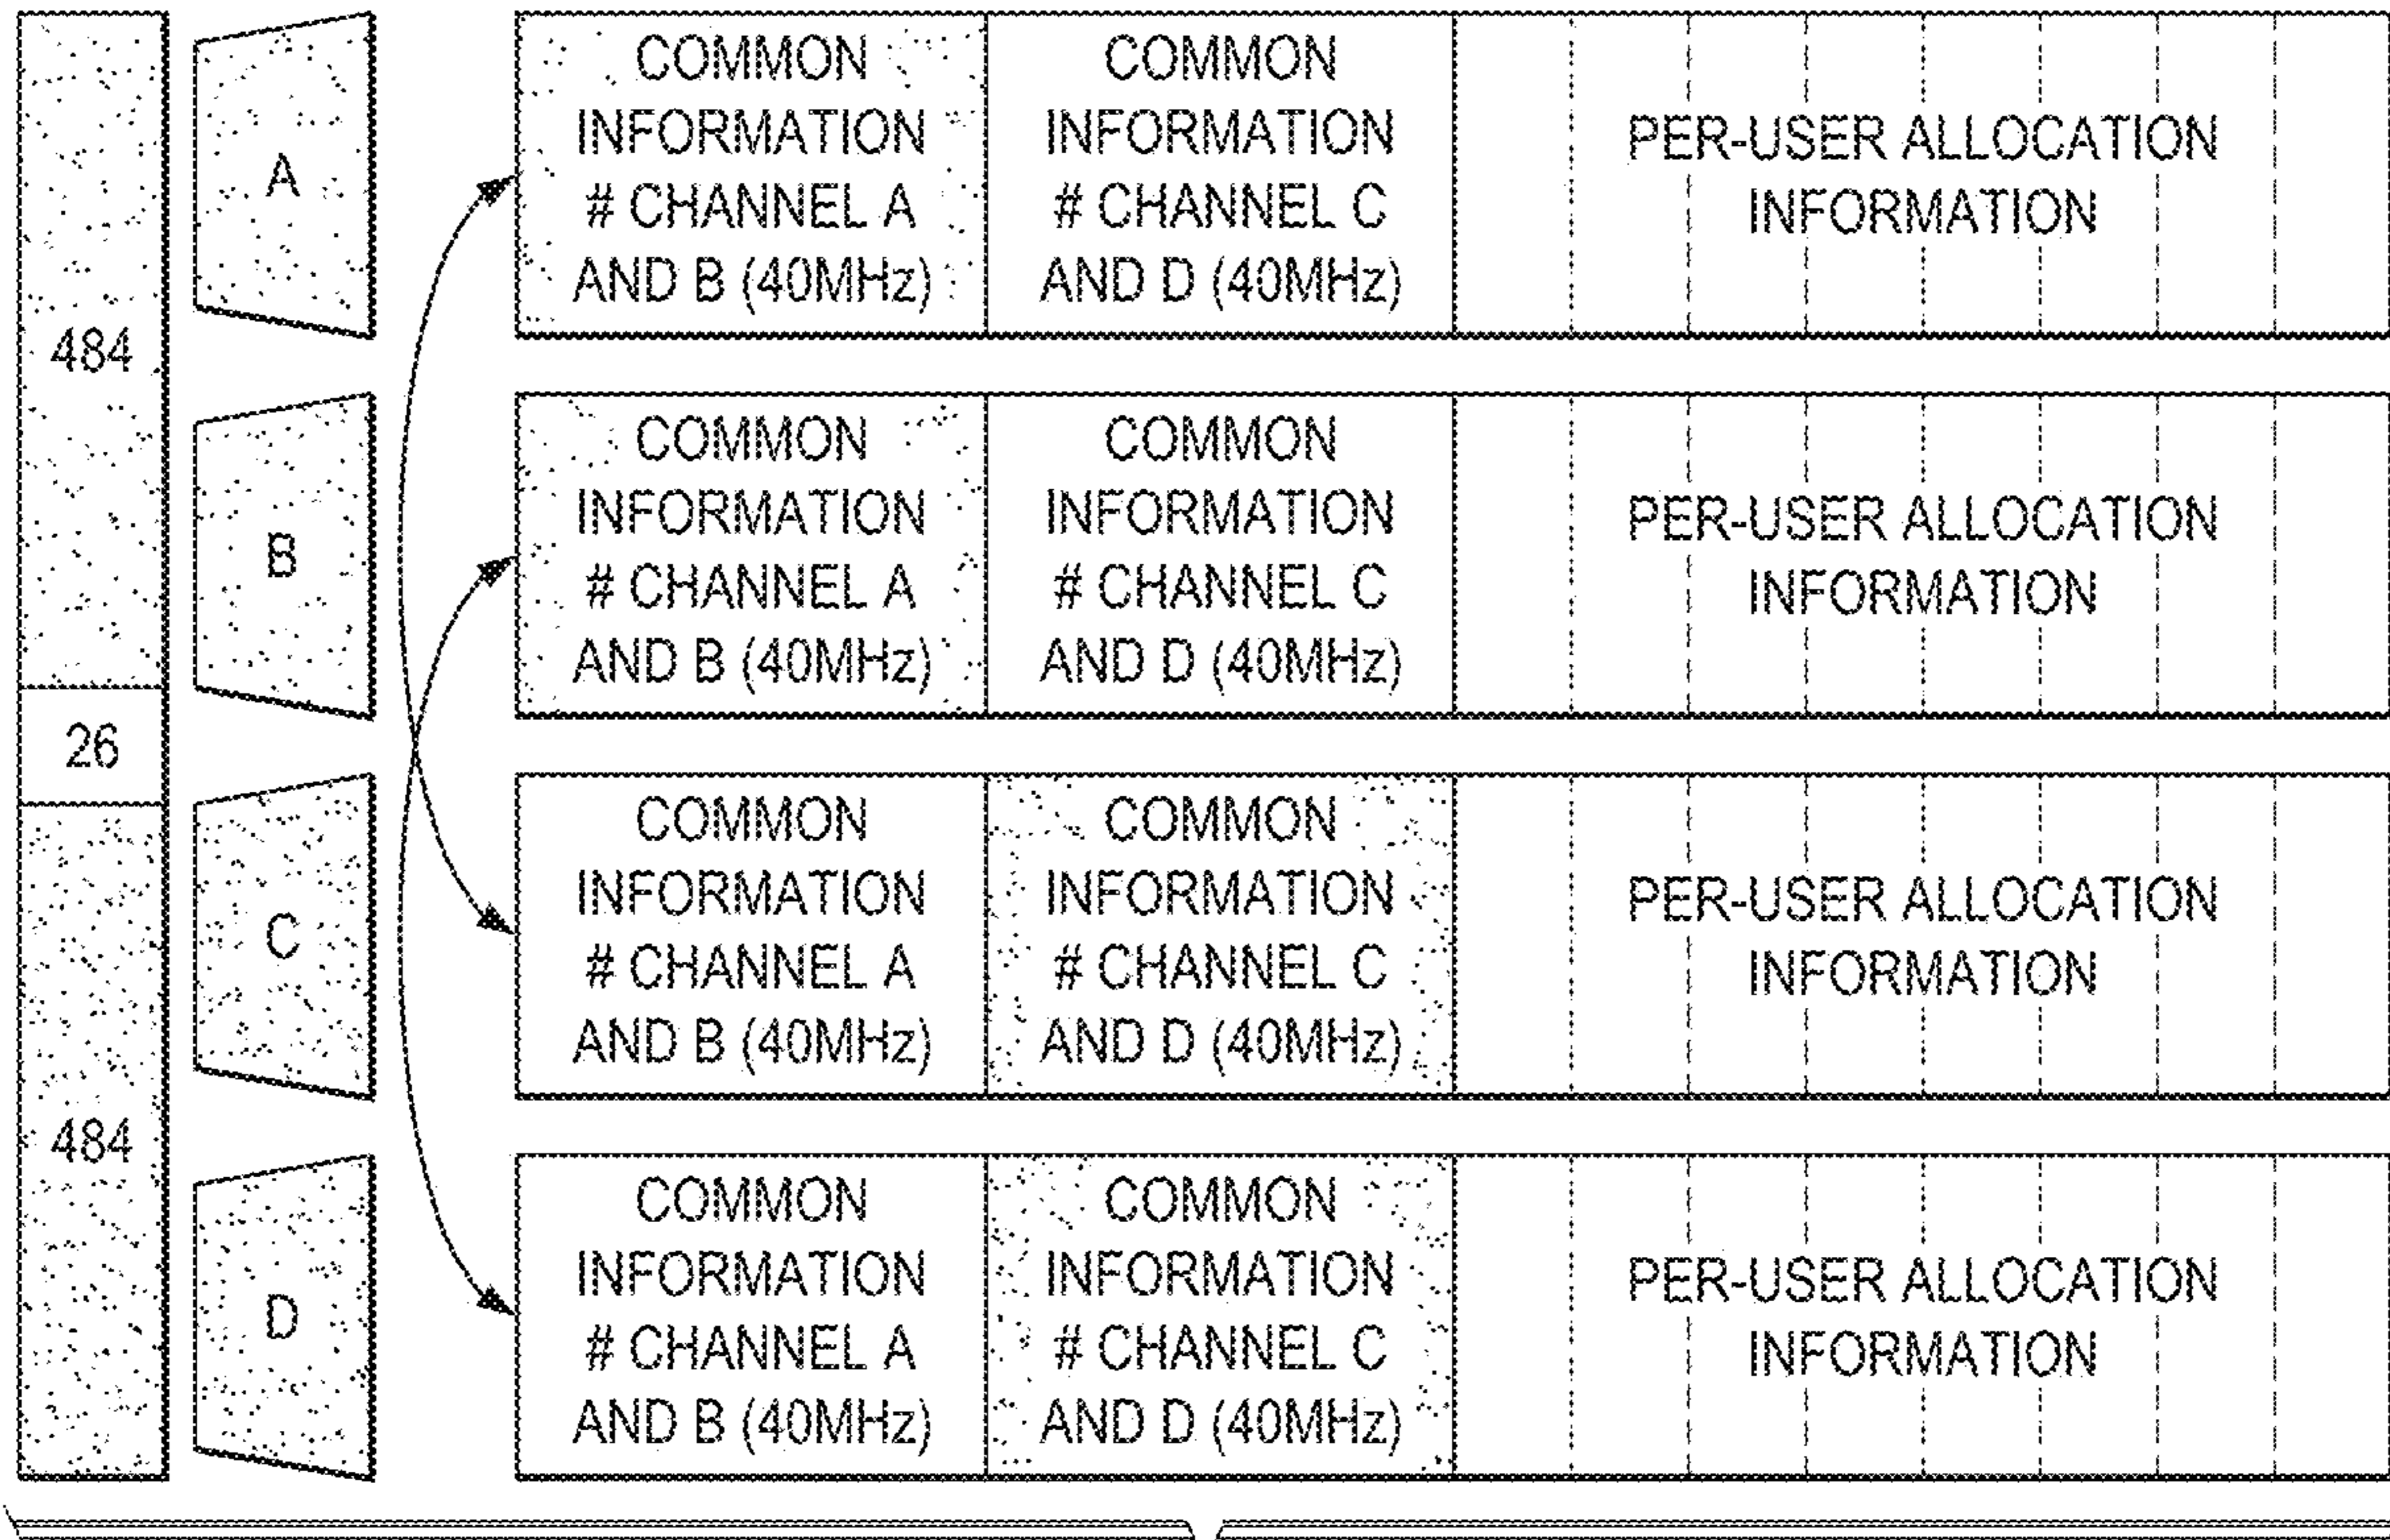 484
26
484
A
B
C
D
COMMON
INFORMATION
# CHANNEL A
AND B (40MHz)
COMMON
INFORMATION
# CHANNEL C
AND D (40MHz)
PER-USER ALLOCATION
INFORMATION
COMMON
INFORMATION
# CHANNEL A
AND B (40MHz)
COMMON
INFORMATION
# CHANNEL C
AND D (40MHz)
PER-USER ALLOCATION
INFORMATION
COMMON
INFORMATION
# CHANNEL A
AND B (40MHz)
COMMON
INFORMATION
# CHANNEL C
AND D (40MHz)
PER-USER ALLOCATION
INFORMATION
COMMON
INFORMATION
# CHANNEL A
AND B (40MHz)
COMMON
INFORMATION
# CHANNEL C
AND D (40MHz)
PER-USER ALLOCATION
INFORMATION